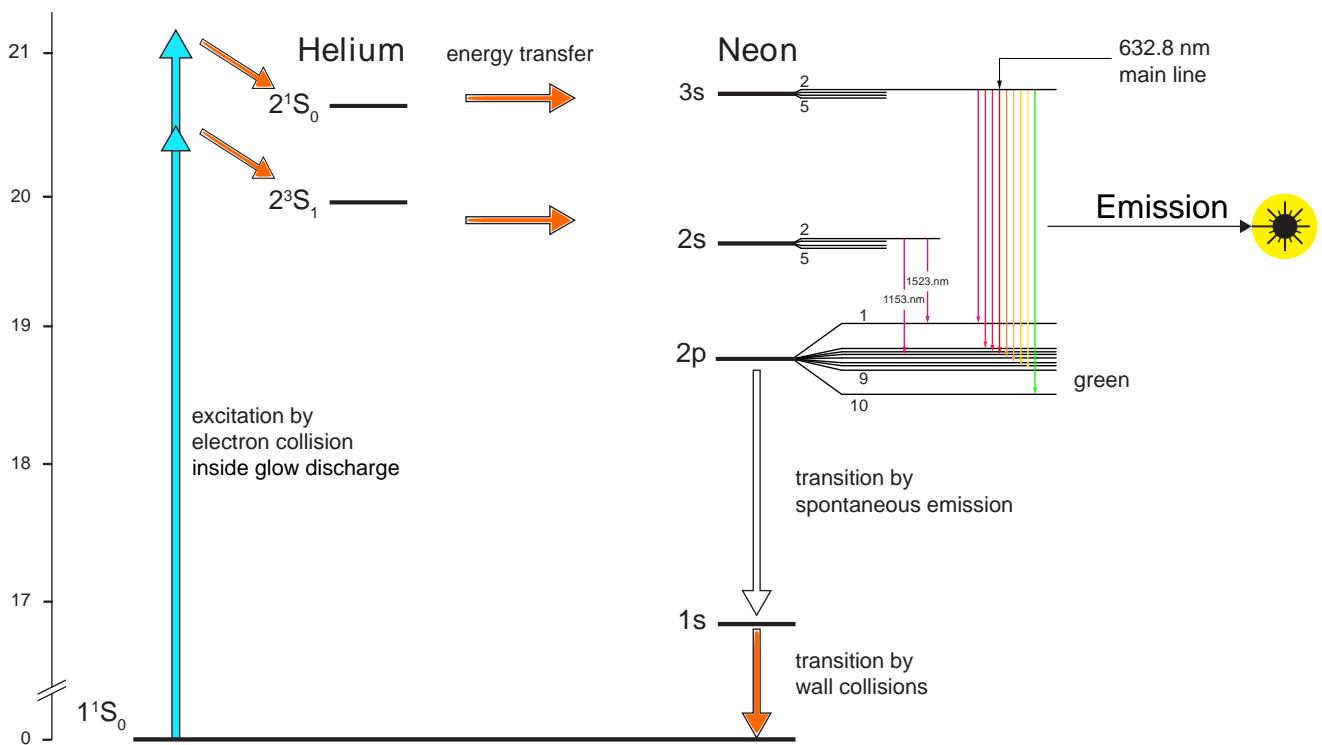 21
20
19
18
17
0
Helium
energy transfer
2¹S₀
2³S₁
excitation by
electron collision
inside glow discharge
1¹S₀
Neon
632.8 nm
main line
3s
2
5
Emission
2s
2
5
1523.nm
1153.nm
2p
1
9
10
green
transition by
spontaneous emission
1s
transition by
wall collisions